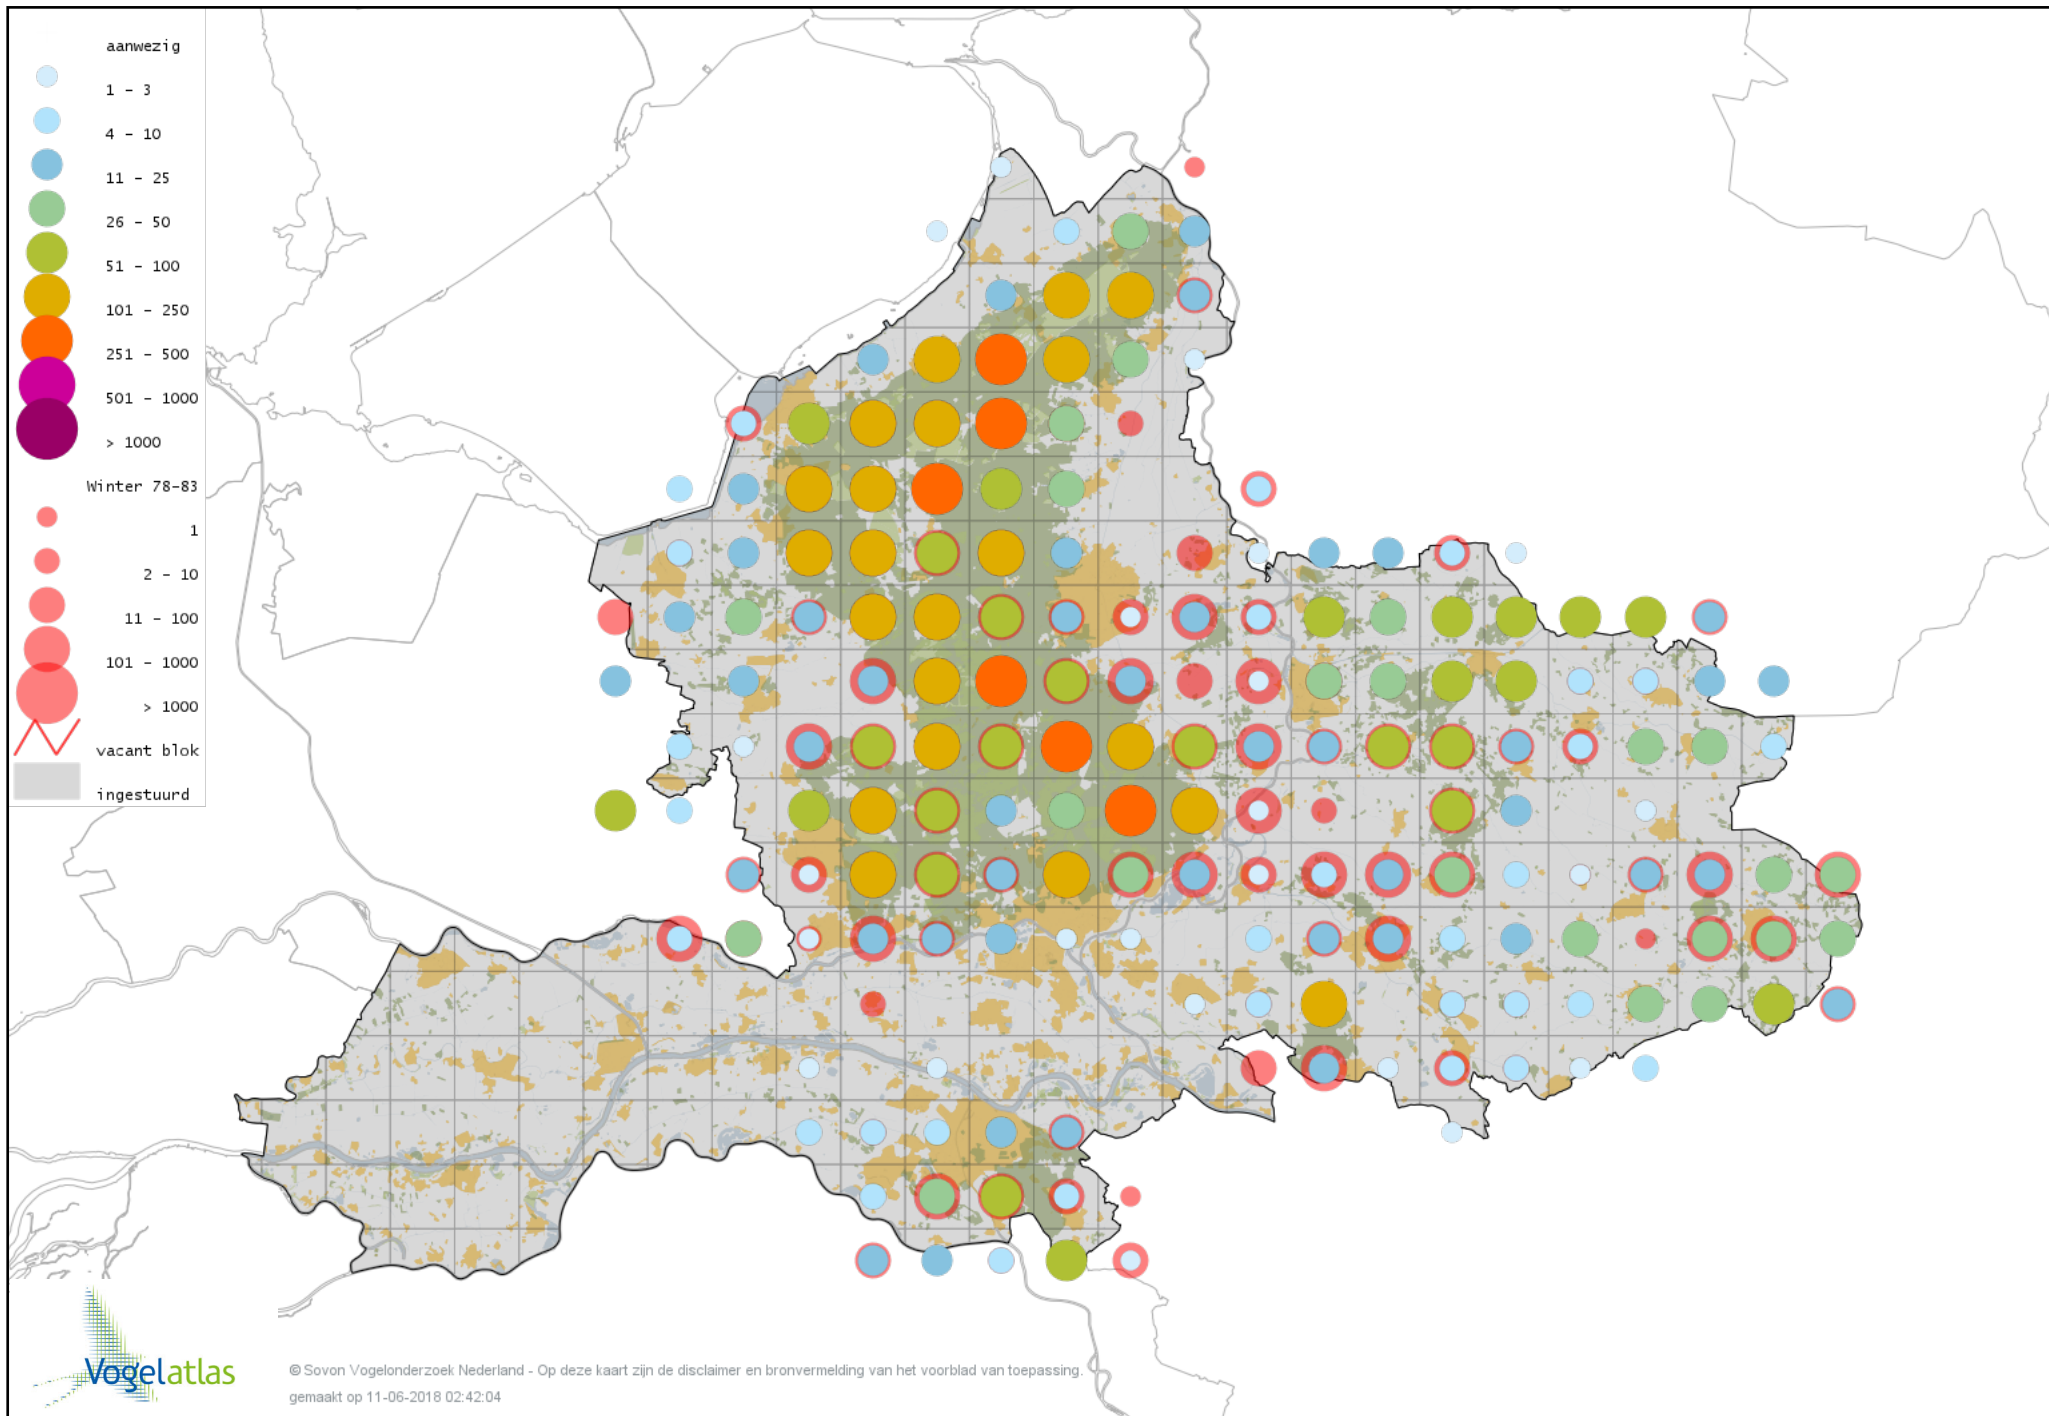 aanwezig
1 - 3
4 - 10
11 - 25
26 - 50
51 - 100
101 - 250
251 - 500
501 - 1000
> 1000
Winter 78-83
1
2 - 10
11 - 100
101 - 1000
> 1000
vacant blok
ingestuurd
Vogelatlas
© Sovon Vogelonderzoek Nederland - Op deze kaart zijn de disclaimer en bronvermelding van het voorblad van toepassing.
gemaakt op 11-06-2018 02:42:04